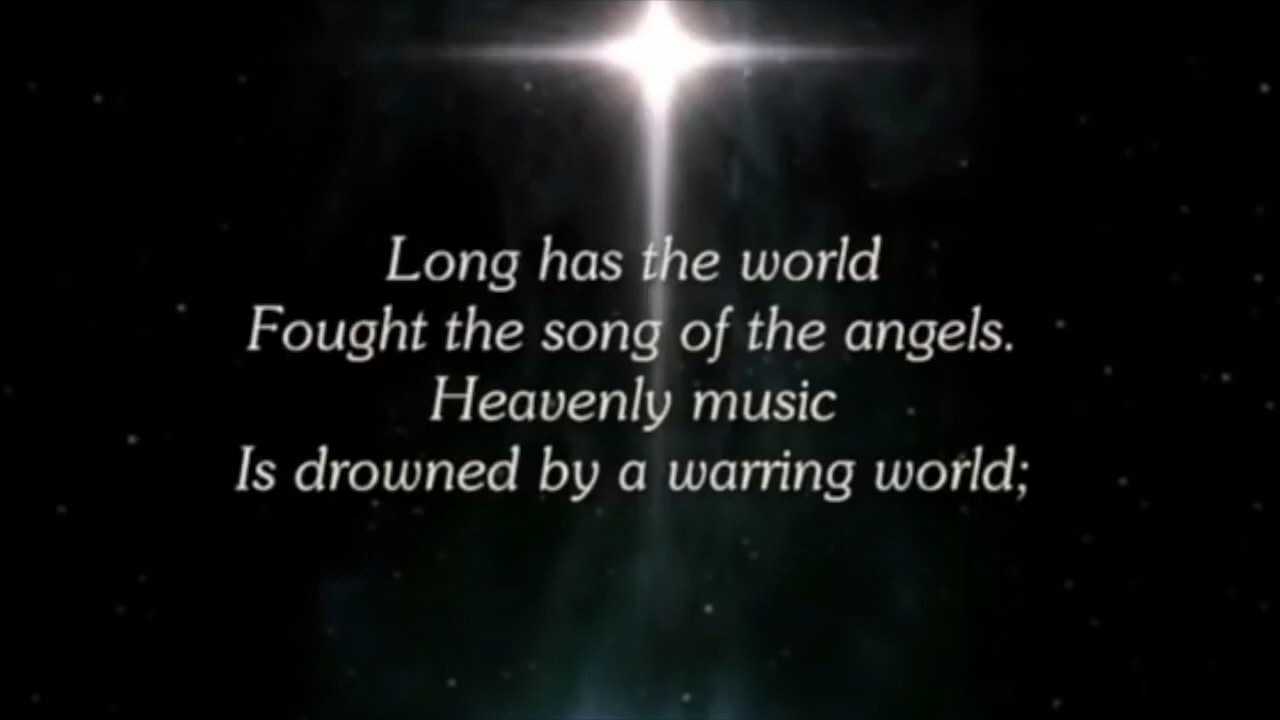 Long has the world
Fought the song of the angels.
Heavenly music
Is drowned by a warring world;